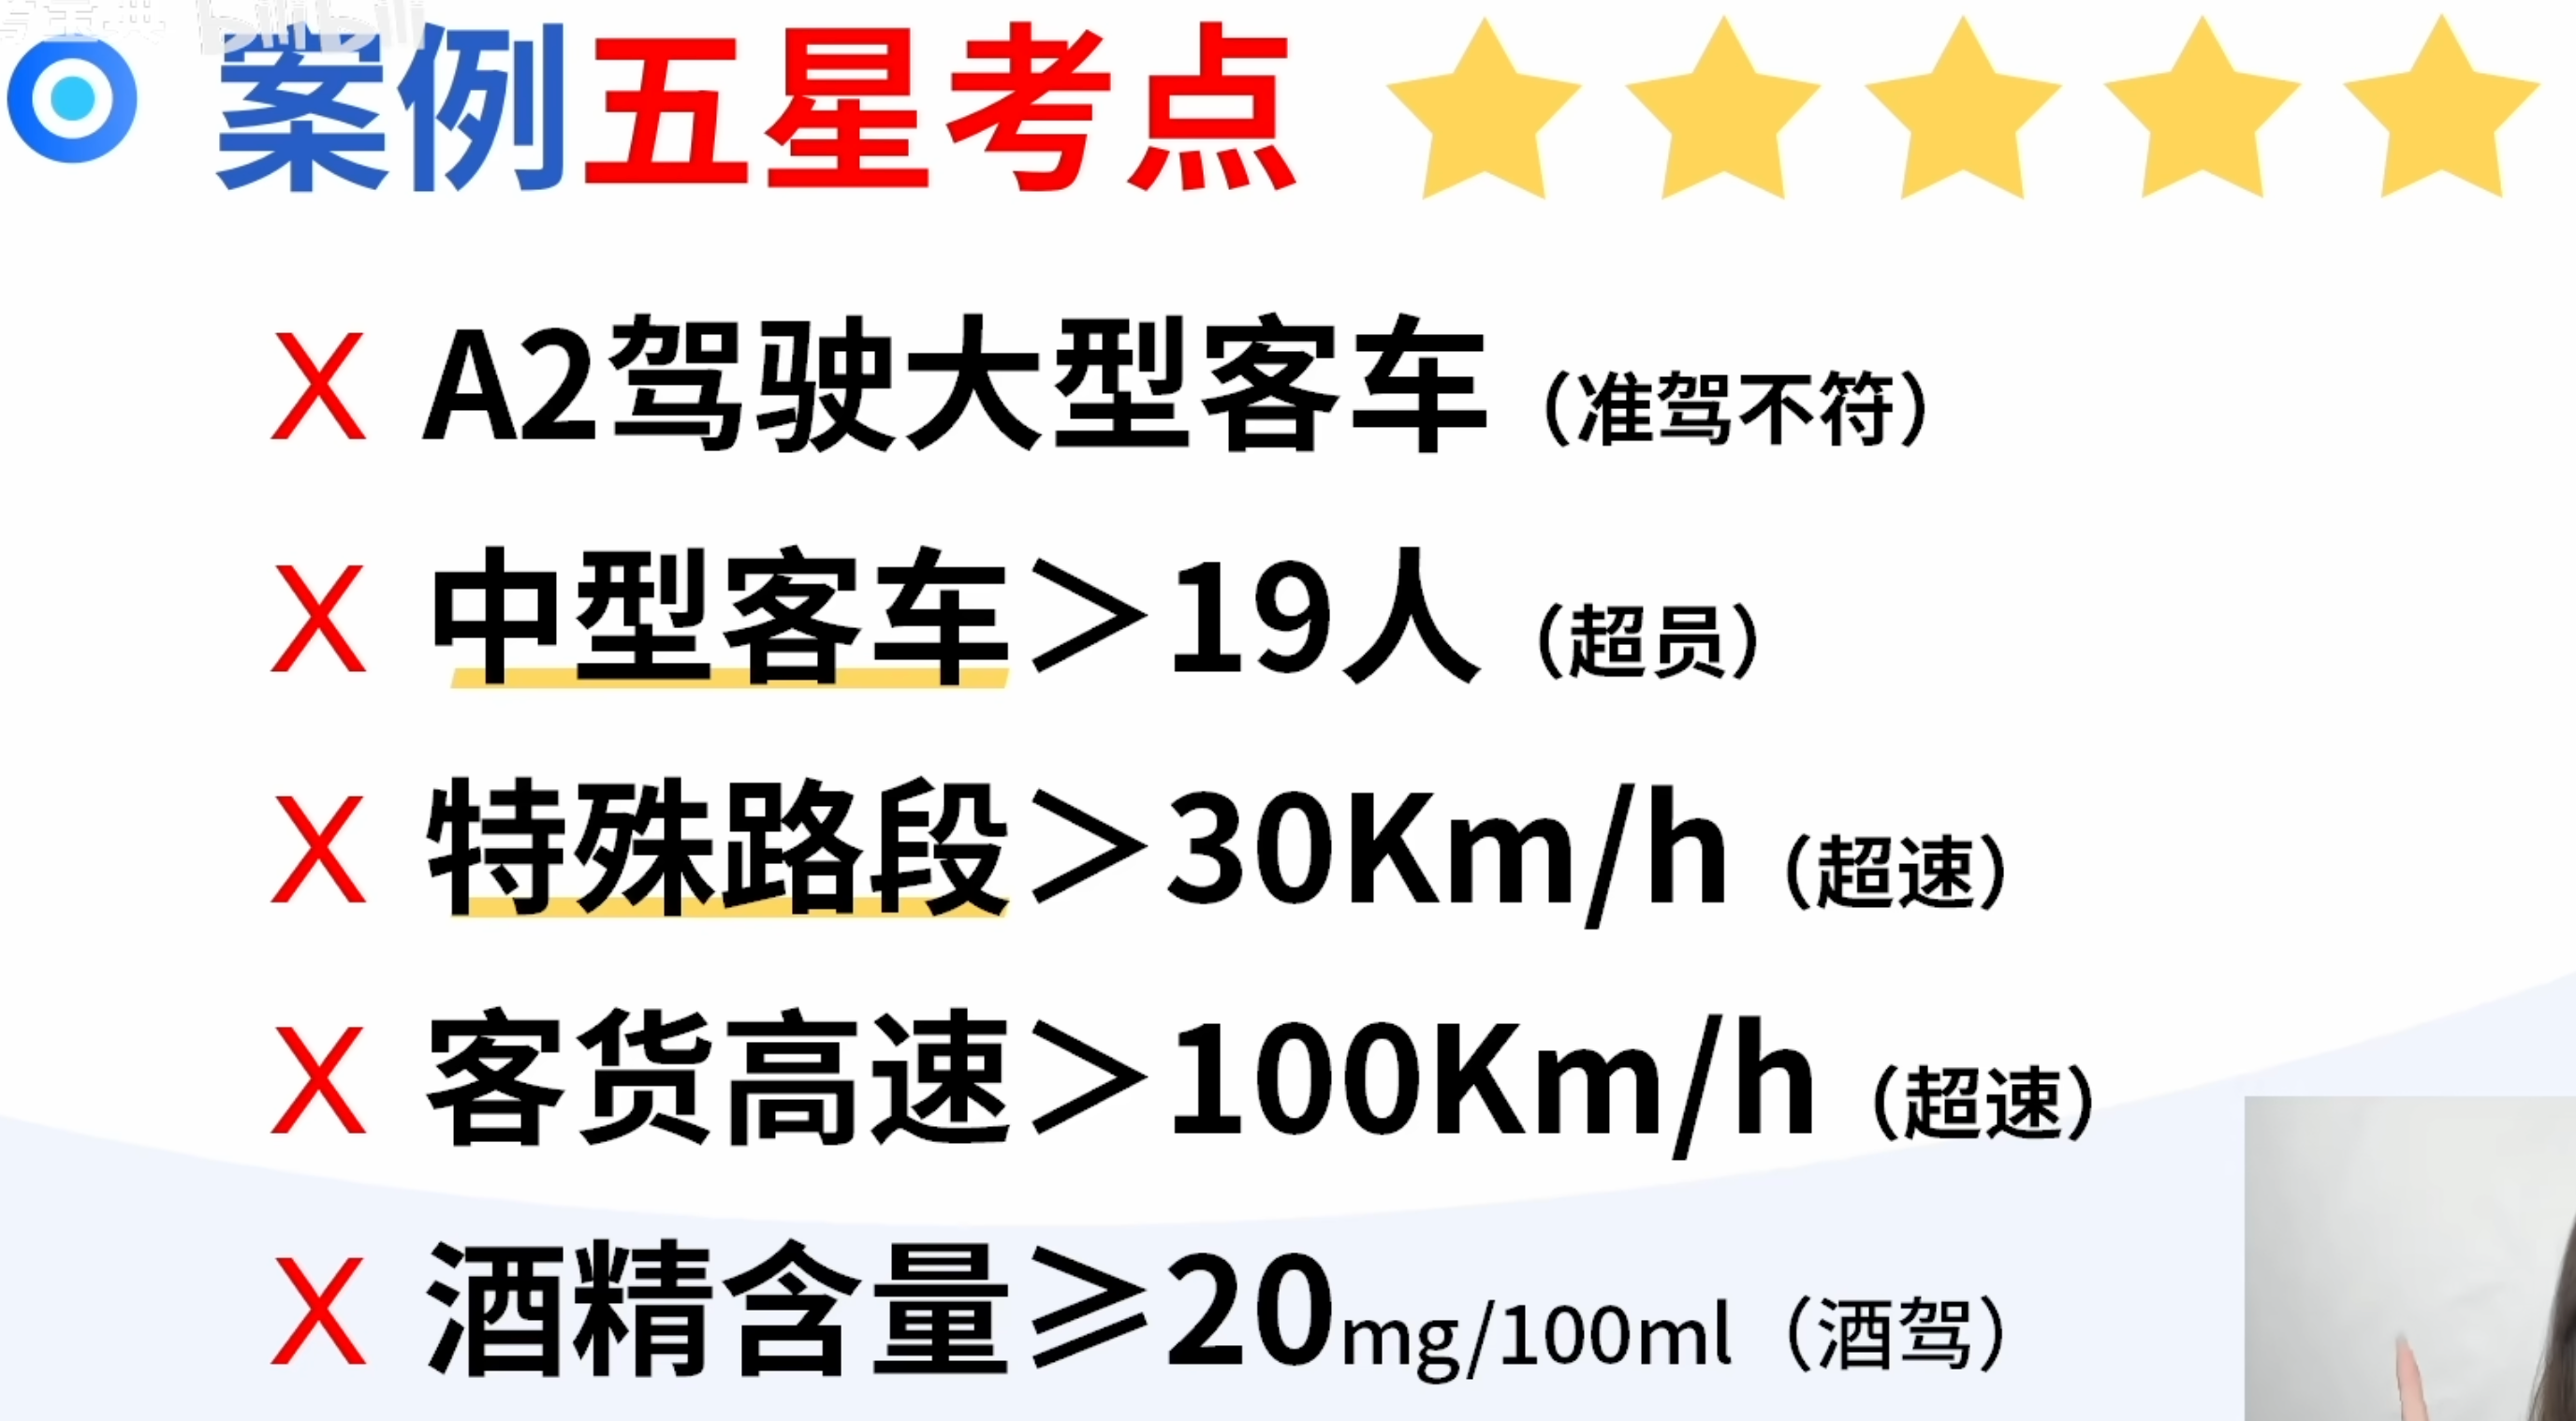 bilibili
案例五星考点
X A2驾驶大型客车（准驾不符）
X 中型客车＞19人（超员）
X 特殊路段＞30Km/h（超速）
X 客货高速＞100Km/h（超速）
X 酒精含量≥20mg/100ml（酒驾）